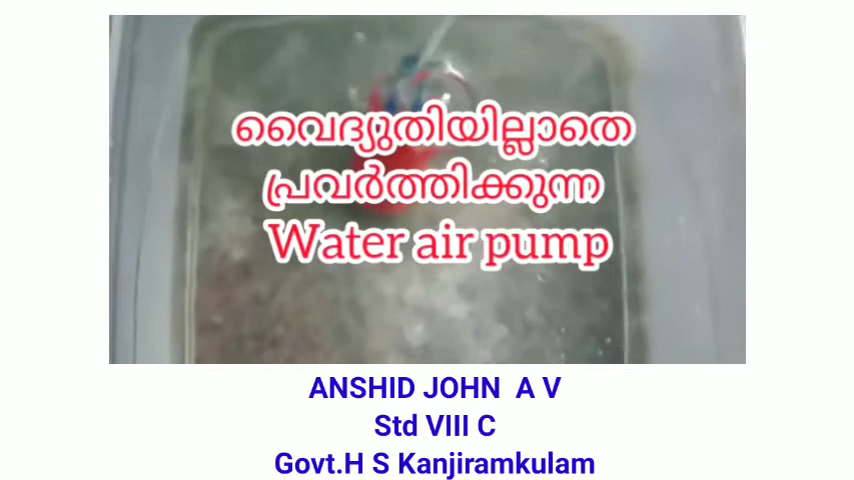 വൈദ്യുതിയില്ലാതെ
പ്രവർത്തിക്കുന്ന
Water air pump
ANSHID JOHN A V
Std VIII C
Govt.H S Kanjiramkulam